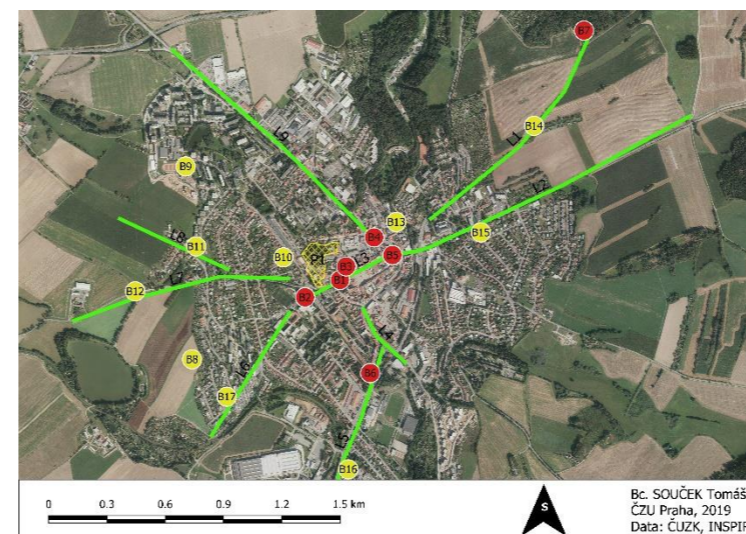 B7
B14
L1
L9
L2
B9
B13
B15
B4
L8
B11
B10
P1
L3
B5
B3
B1
L7
B12
B2
L4
B8
L6
B6
B17
L5
B16
0 0.3 0.6 0.9 1.2 1.5 km
S
Bc. SOUČEK Tomáš
ČZU Praha, 2019
Data: ČUZK, INSPIR